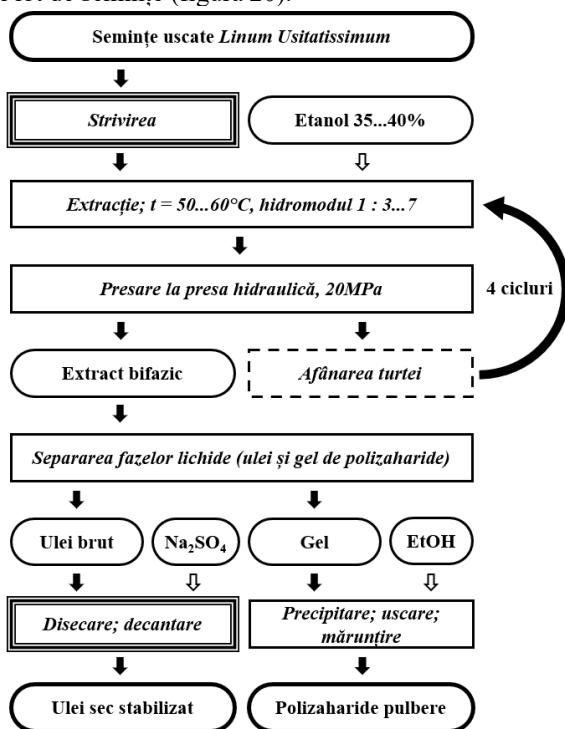 Semințe uscate Linum Usitatissimum
Strivirea
Etanol 35...40%
Extracție; t = 50...60°C, hidromodul 1 : 3...7
Presare la presa hidraulică, 20MPa
4 cicluri
Extract bifazic
Afânarea turtei
Separarea fazelor lichide (ulei și gel de polizaharide)
Ulei brut
Na₂SO₄
Gel
EtOH
Disecare; decantare
Precipitare; uscare;
mărunțire
Ulei sec stabilizat
Polizaharide pulbere